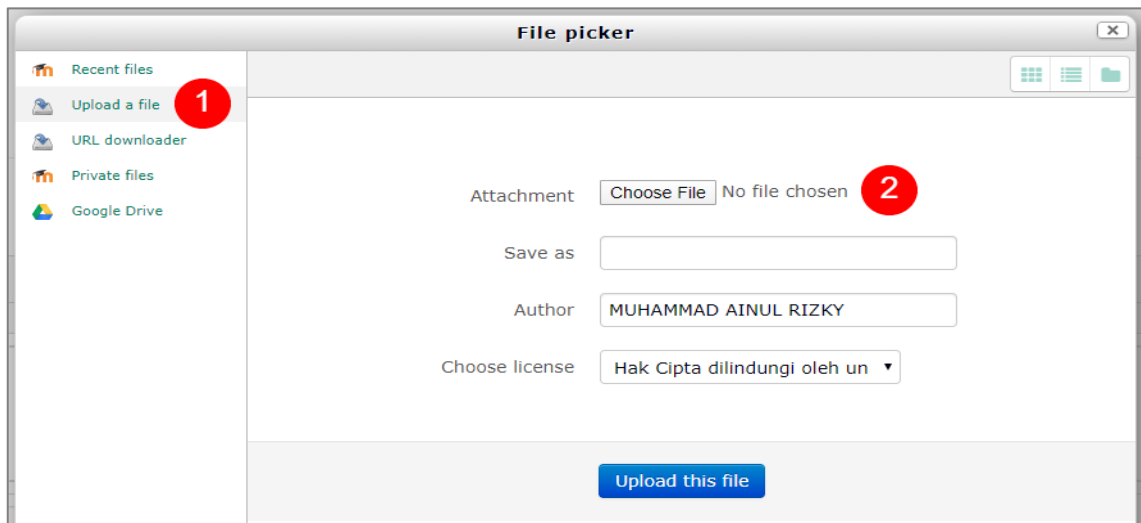 File picker
Recent files
Upload a file 1
URL downloader
Private files
Google Drive
Attachment Choose File No file chosen 2
Save as
Author MUHAMMAD AINUL RIZKY
Choose license Hak Cipta dilindungi oleh un
Upload this file